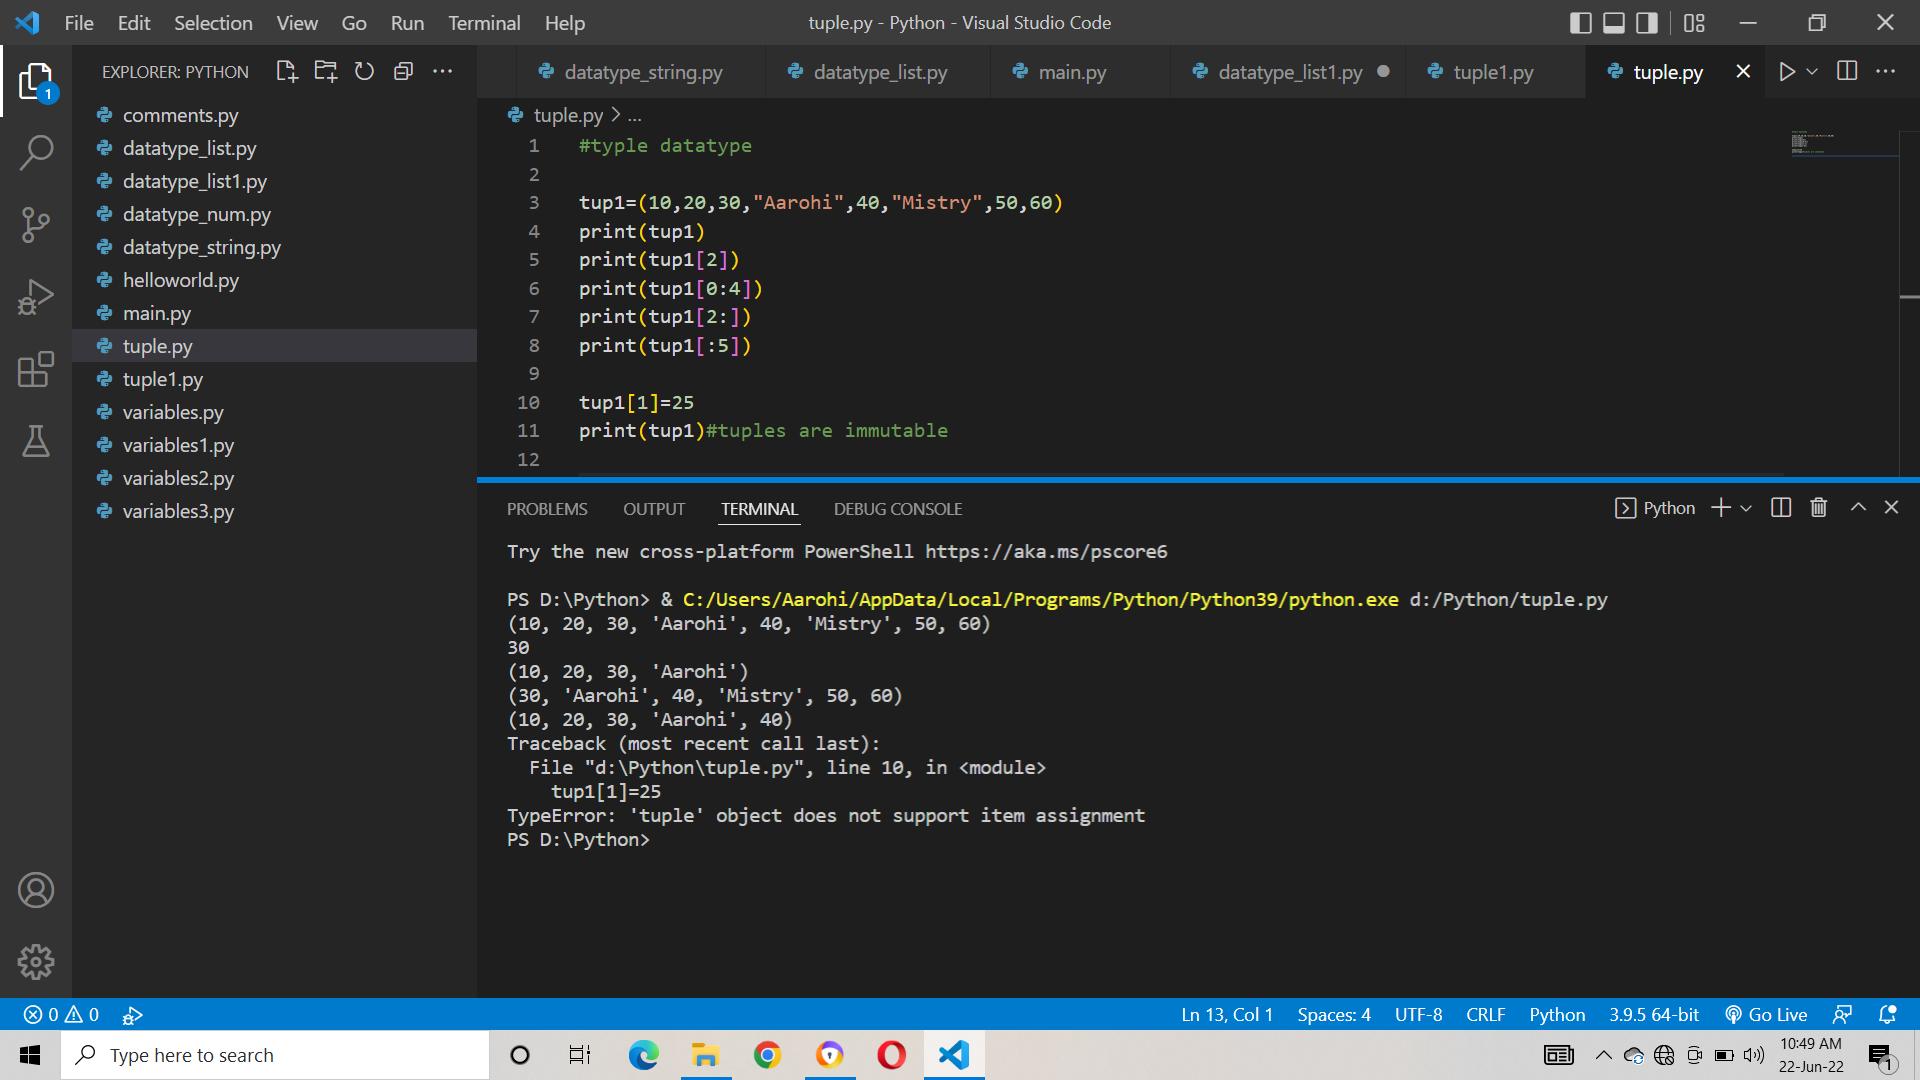 File Edit Selection View Go Run Terminal Help
tuple.py - Python - Visual Studio Code
EXPLORER: PYTHON
1
comments.py
datatype_list.py
datatype_list1.py
datatype_num.py
datatype_string.py
helloworld.py
main.py
tuple.py
tuple1.py
variables.py
variables1.py
variables2.py
variables3.py
datatype_string.py datatype_list.py main.py datatype_list1.py tuple1.py tuple.py
tuple.py > ...
1 #typle datatype
2
3 tup1=(10,20,30,"Aarohi",40,"Mistry",50,60)
4 print(tup1)
5 print(tup1[2])
6 print(tup1[0:4])
7 print(tup1[2:])
8 print(tup1[:5])
9
10 tup1[1]=25
11 print(tup1)#tuples are immutable
12
PROBLEMS OUTPUT TERMINAL DEBUG CONSOLE
Python
Try the new cross-platform PowerShell https://aka.ms/pscore6
PS D:\Python> & C:/Users/Aarohi/AppData/Local/Programs/Python/Python39/python.exe d:/Python/tuple.py
(10, 20, 30, 'Aarohi', 40, 'Mistry', 50, 60)
30
(10, 20, 30, 'Aarohi')
(30, 'Aarohi', 40, 'Mistry', 50, 60)
(10, 20, 30, 'Aarohi', 40)
Traceback (most recent call last):
  File "d:\Python\tuple.py", line 10, in <module>
    tup1[1]=25
TypeError: 'tuple' object does not support item assignment
PS D:\Python>
0 0
Ln 13, Col 1 Spaces: 4 UTF-8 CRLF Python 3.9.5 64-bit Go Live
Type here to search
10:49 AM
22-Jun-22
1